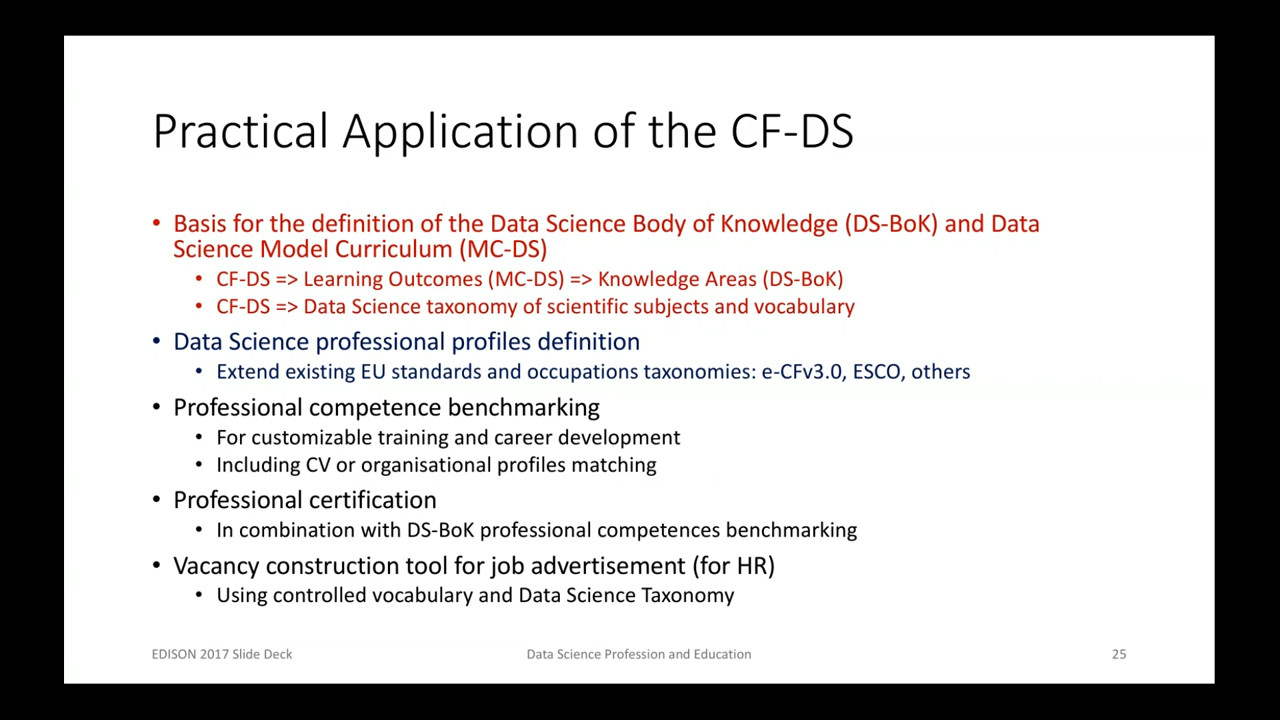 Practical Application of the CF-DS
• Basis for the definition of the Data Science Body of Knowledge (DS-BoK) and Data
Science Model Curriculum (MC-DS)
• CF-DS => Learning Outcomes (MC-DS) => Knowledge Areas (DS-BoK)
• CF-DS => Data Science taxonomy of scientific subjects and vocabulary
• Data Science professional profiles definition
• Extend existing EU standards and occupations taxonomies: e-CFv3.0, ESCO, others
• Professional competence benchmarking
• For customizable training and career development
• Including CV or organisational profiles matching
• Professional certification
• In combination with DS-BoK professional competences benchmarking
• Vacancy construction tool for job advertisement (for HR)
• Using controlled vocabulary and Data Science Taxonomy
EDISON 2017 Slide Deck Data Science Profession and Education 25